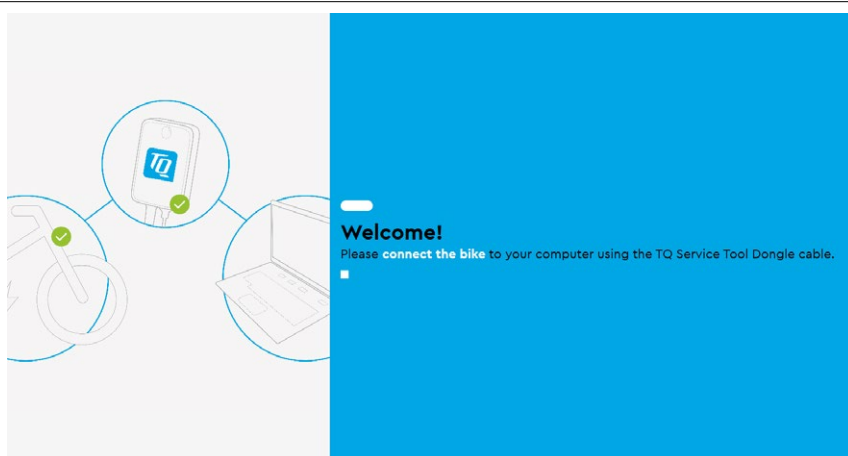 TQ
Welcome!
Please connect the bike to your computer using the TQ Service Tool Dongle cable.